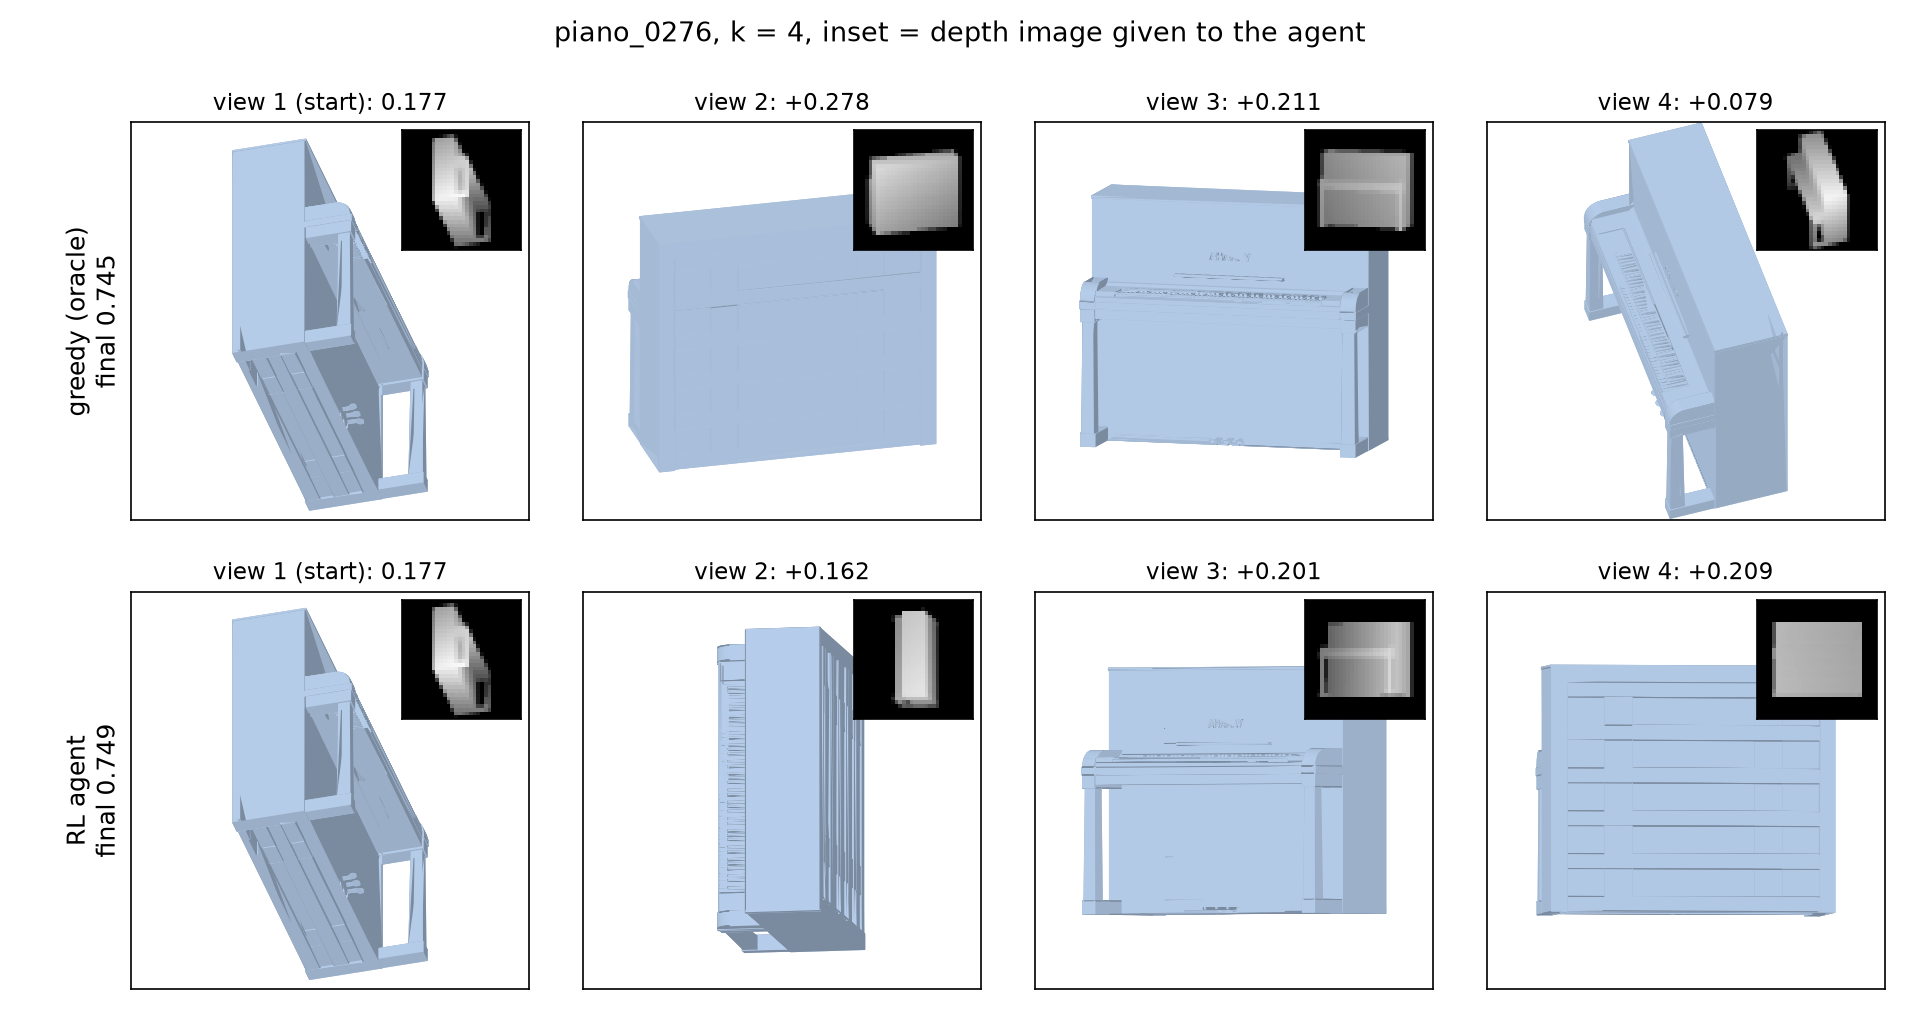 piano_0276, k = 4, inset = depth image given to the agent
greedy (oracle)
final 0.745
view 1 (start): 0.177
view 2: +0.278
view 3: +0.211
view 4: +0.079
RL agent
final 0.749
view 1 (start): 0.177
view 2: +0.162
view 3: +0.201
view 4: +0.209